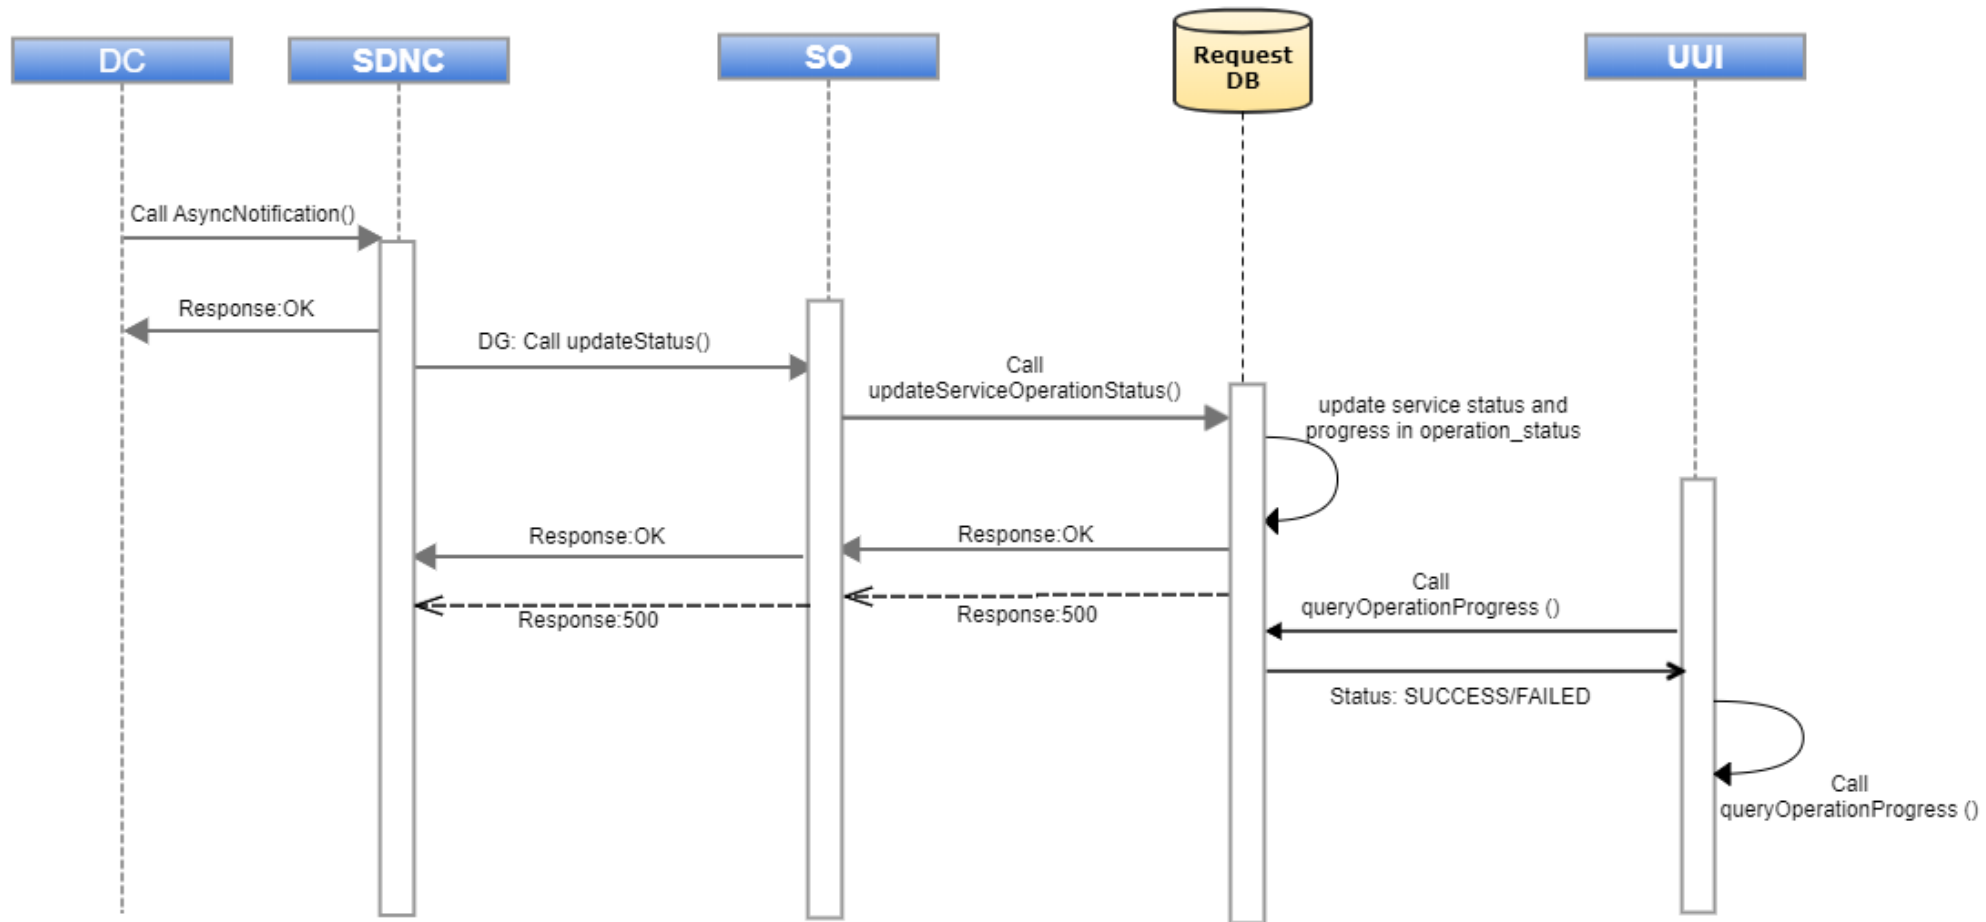 DC
SDNC
SO
Request
DB
UUI
Call AsyncNotification()
Response:OK
DG: Call updateStatus()
Call
updateServiceOperationStatus()
update service status and
progress in operation_status
Response:OK
Response:OK
Response:500
Response:500
Call
queryOperationProgress ()
Status: SUCCESS/FAILED
Call
queryOperationProgress ()